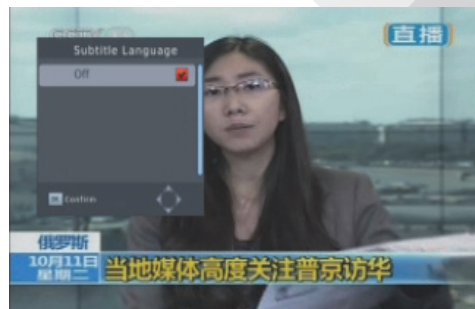 直播
Subtitle Language
Off
OK Confirm
俄罗斯
10月11日
星期二
当地媒体高度关注普京访华